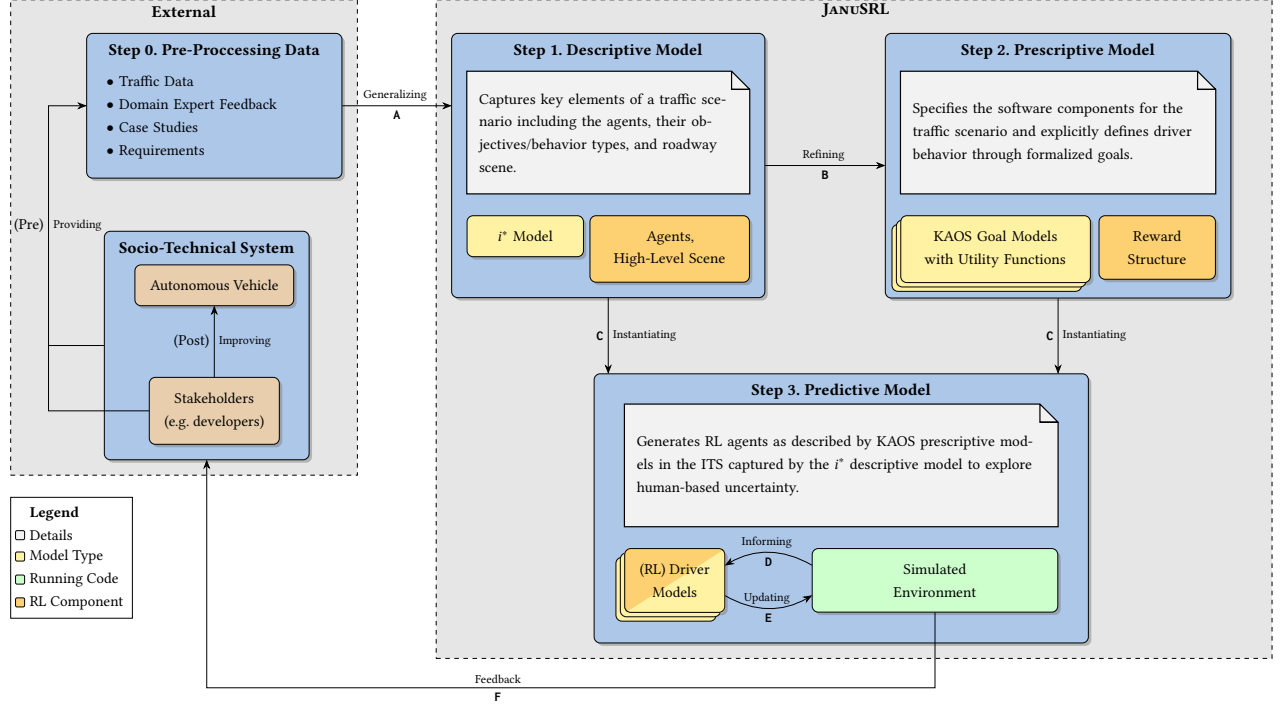 External
Step 0. Pre-Proccessing Data
● Traffic Data
● Domain Expert Feedback
● Case Studies
● Requirements
(Pre)
Providing
Socio-Technical System
Autonomous Vehicle
(Post)
Improving
Stakeholders
(e.g. developers)
Generalizing
A
JanuSRL
Step 1. Descriptive Model
Captures key elements of a traffic sce-
nario including the agents, their ob-
jectives/behavior types, and roadway
scene.
i* Model
Agents,
High-Level Scene
Refining
B
Step 2. Prescriptive Model
Specifies the software components for the
traffic scenario and explicitly defines driver
behavior through formalized goals.
KAOS Goal Models
with Utility Functions
Reward
Structure
C
Instantiating
C
Instantiating
Step 3. Predictive Model
Generates RL agents as described by KAOS prescriptive mod-
els in the ITS captured by the i* descriptive model to explore
human-based uncertainty.
(RL) Driver
Models
Informing
D
Updating
E
Simulated
Environment
Feedback
F
Legend
Details
Model Type
Running Code
RL Component